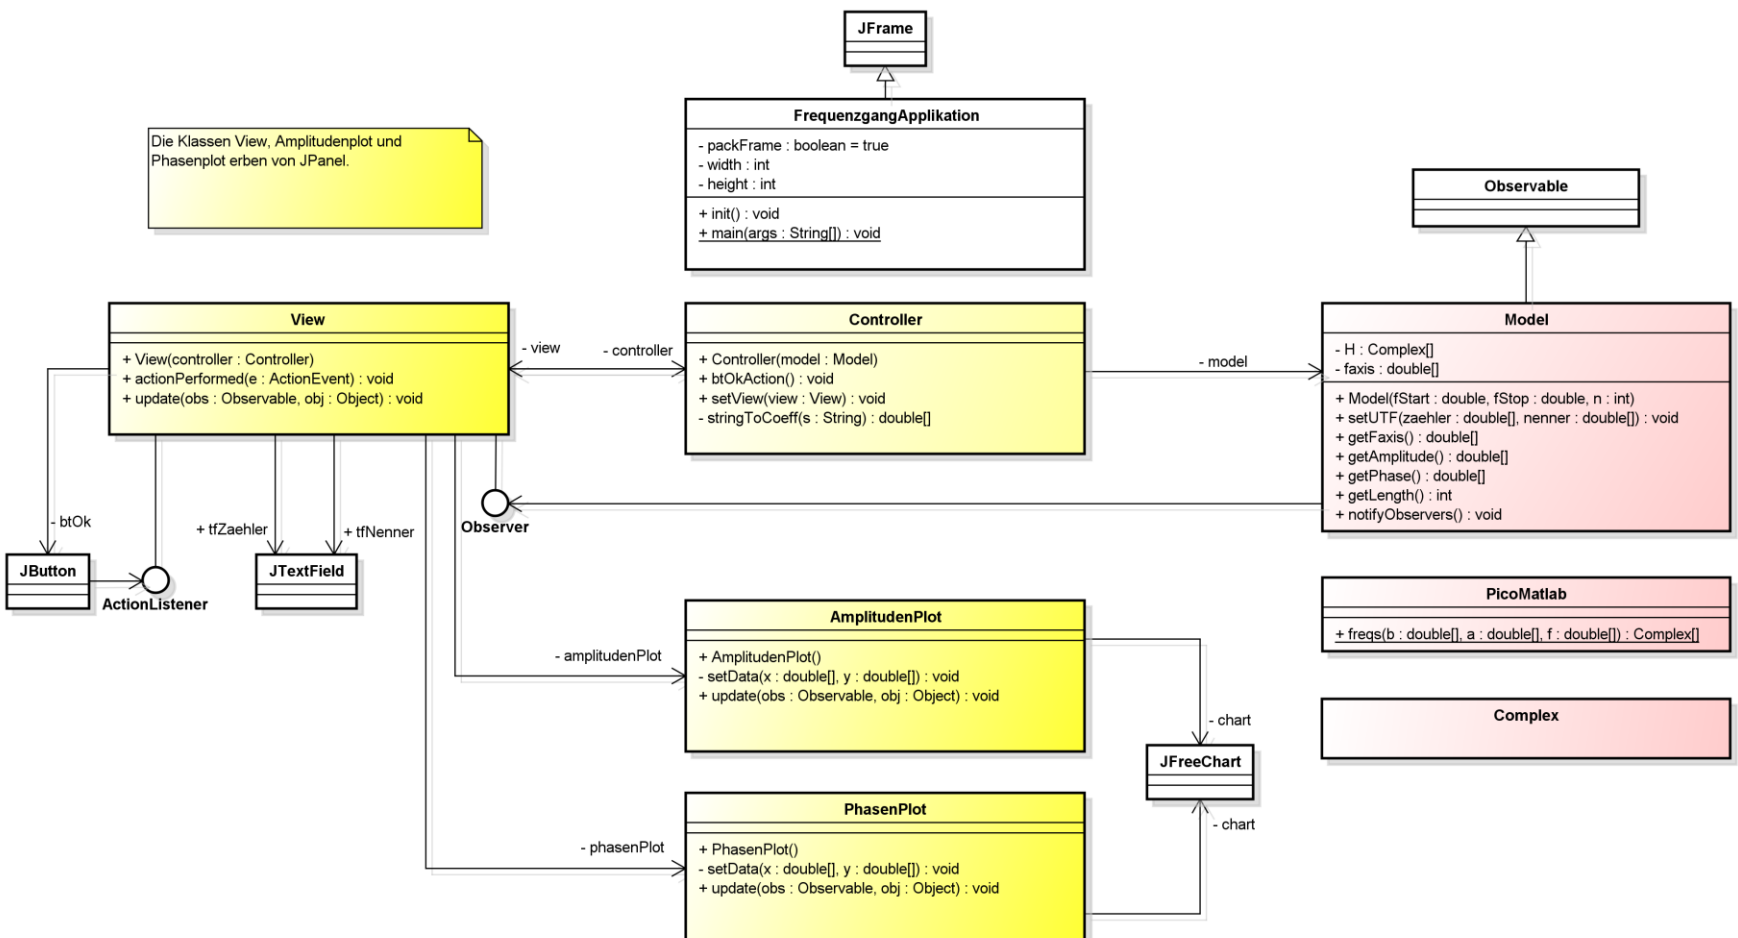 JFrame
FrequenzgangApplikation
- packFrame : boolean = true
- width : int
- height : int
+ init() : void
+ main(args : String[]) : void
Die Klassen View, Amplitudenplot und
Phasenplot erben von JPanel.
Observable
View
+ View(controller : Controller)
+ actionPerformed(e : ActionEvent) : void
+ update(obs : Observable, obj : Object) : void
- view
- controller
Controller
+ Controller(model : Model)
+ btOkAction() : void
+ setView(view : View) : void
- stringToCoeff(s : String) : double[]
- model
Model
- H : Complex[]
- faxis : double[]
+ Model(fStart : double, fStop : double, n : int)
+ setUTF(zaehler : double[], nenner : double[]) : void
+ getFaxis() : double[]
+ getAmplitude() : double[]
+ getPhase() : double[]
+ getLength() : int
+ notifyObservers() : void
- btOk
+ tfZaehler
+ tfNenner
Observer
JButton
ActionListener
JTextField
PicoMatlab
+ freqs(b : double[], a : double[], f : double[]) : Complex[]
- amplitudenPlot
AmplitudenPlot
+ AmplitudenPlot()
- setData(x : double[], y : double[]) : void
+ update(obs : Observable, obj : Object) : void
- chart
JFreeChart
- chart
Complex
- phasenPlot
PhasenPlot
+ PhasenPlot()
- setData(x : double[], y : double[]) : void
+ update(obs : Observable, obj : Object) : void